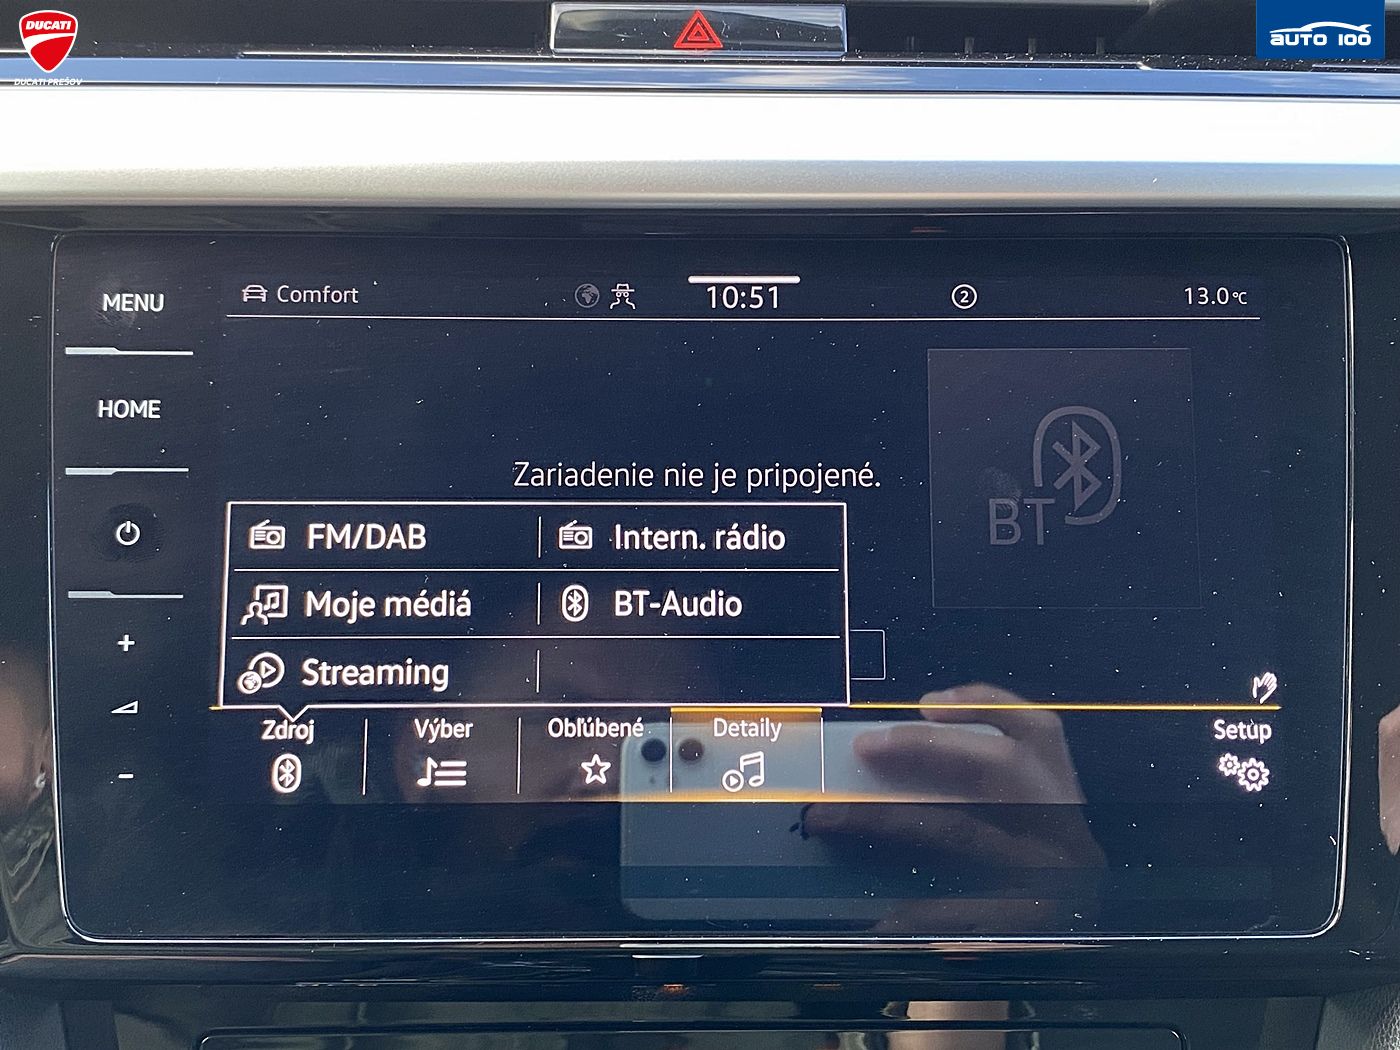 DUCATI
DUCATI PREŠOV
AUTO 100
MENU
HOME
Comfort
10:51
2
13.0°C
Zariadenie nie je pripojené.
BT
FM/DAB
Intern. rádio
Moje médiá
BT-Audio
Streaming
Zdroj
Výber
Obľúbené
Detaily
Setup